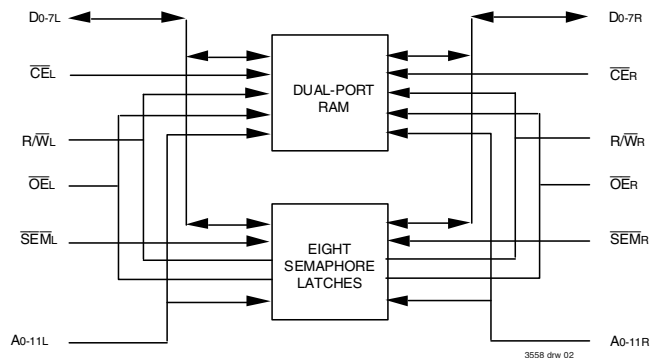 D0-7L D0-7R
CEL DUAL-PORT CER
RAM
R/WL R/WR
OEL OER
SEML EIGHT SEMR
SEMAPHORE
LATCHES
A0-11L A0-11R
3558 drw 02